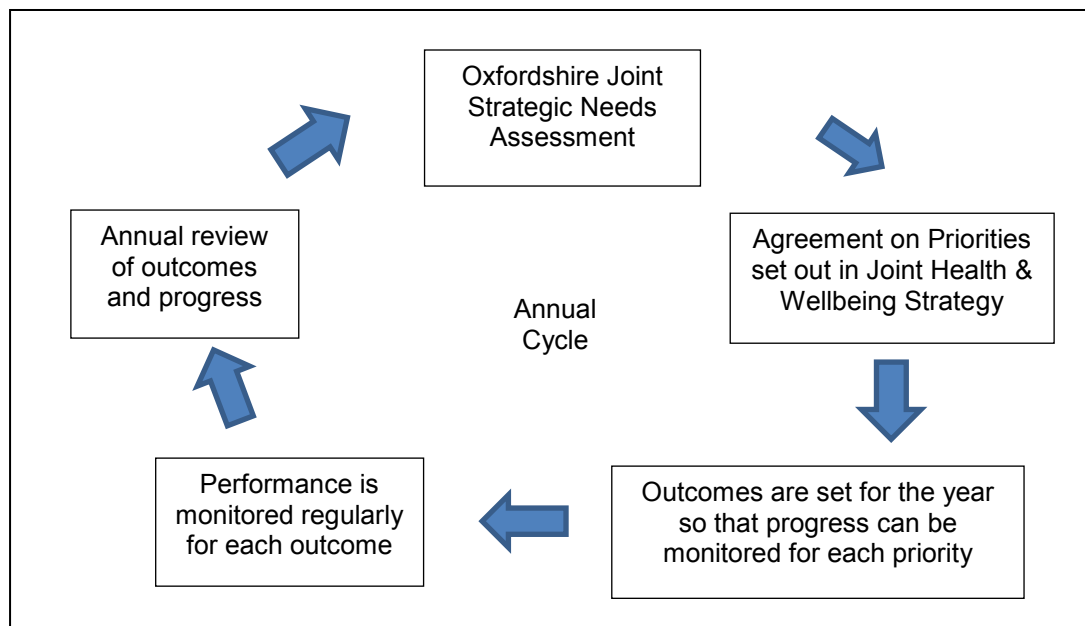 Oxfordshire Joint
Strategic Needs
Assessment
Agreement on Priorities
set out in Joint Health &
Wellbeing Strategy
Outcomes are set for the year
so that progress can be
monitored for each priority
Performance is
monitored regularly
for each outcome
Annual review
of outcomes
and progress
Annual
Cycle